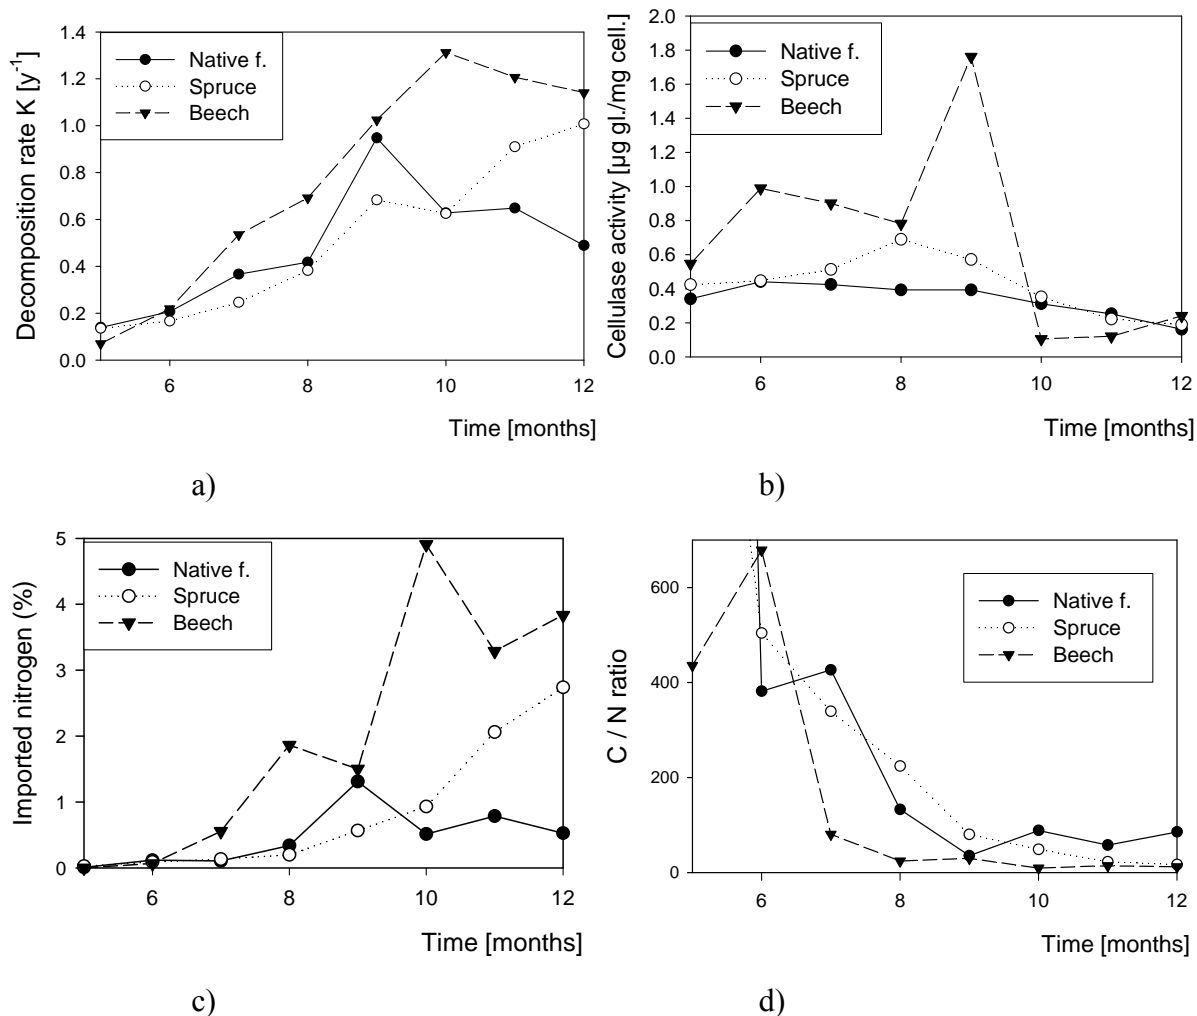 Decomposition rate K [y-1]
1.4
1.2
1.0
0.8
0.6
0.4
0.2
0.0
Native f.
Spruce
Beech
6
8
10
12
Time [months]
a)
Cellulase activity [µg gl./mg cell.]
2.0
1.8
1.6
1.4
1.2
1.0
0.8
0.6
0.4
0.2
0.0
Native f.
Spruce
Beech
6
8
10
12
Time [months]
b)
Imported nitrogen (%)
5
4
3
2
1
0
Native f.
Spruce
Beech
6
8
10
12
Time [months]
c)
C / N ratio
600
400
200
0
Native f.
Spruce
Beech
6
8
10
12
Time [months]
d)